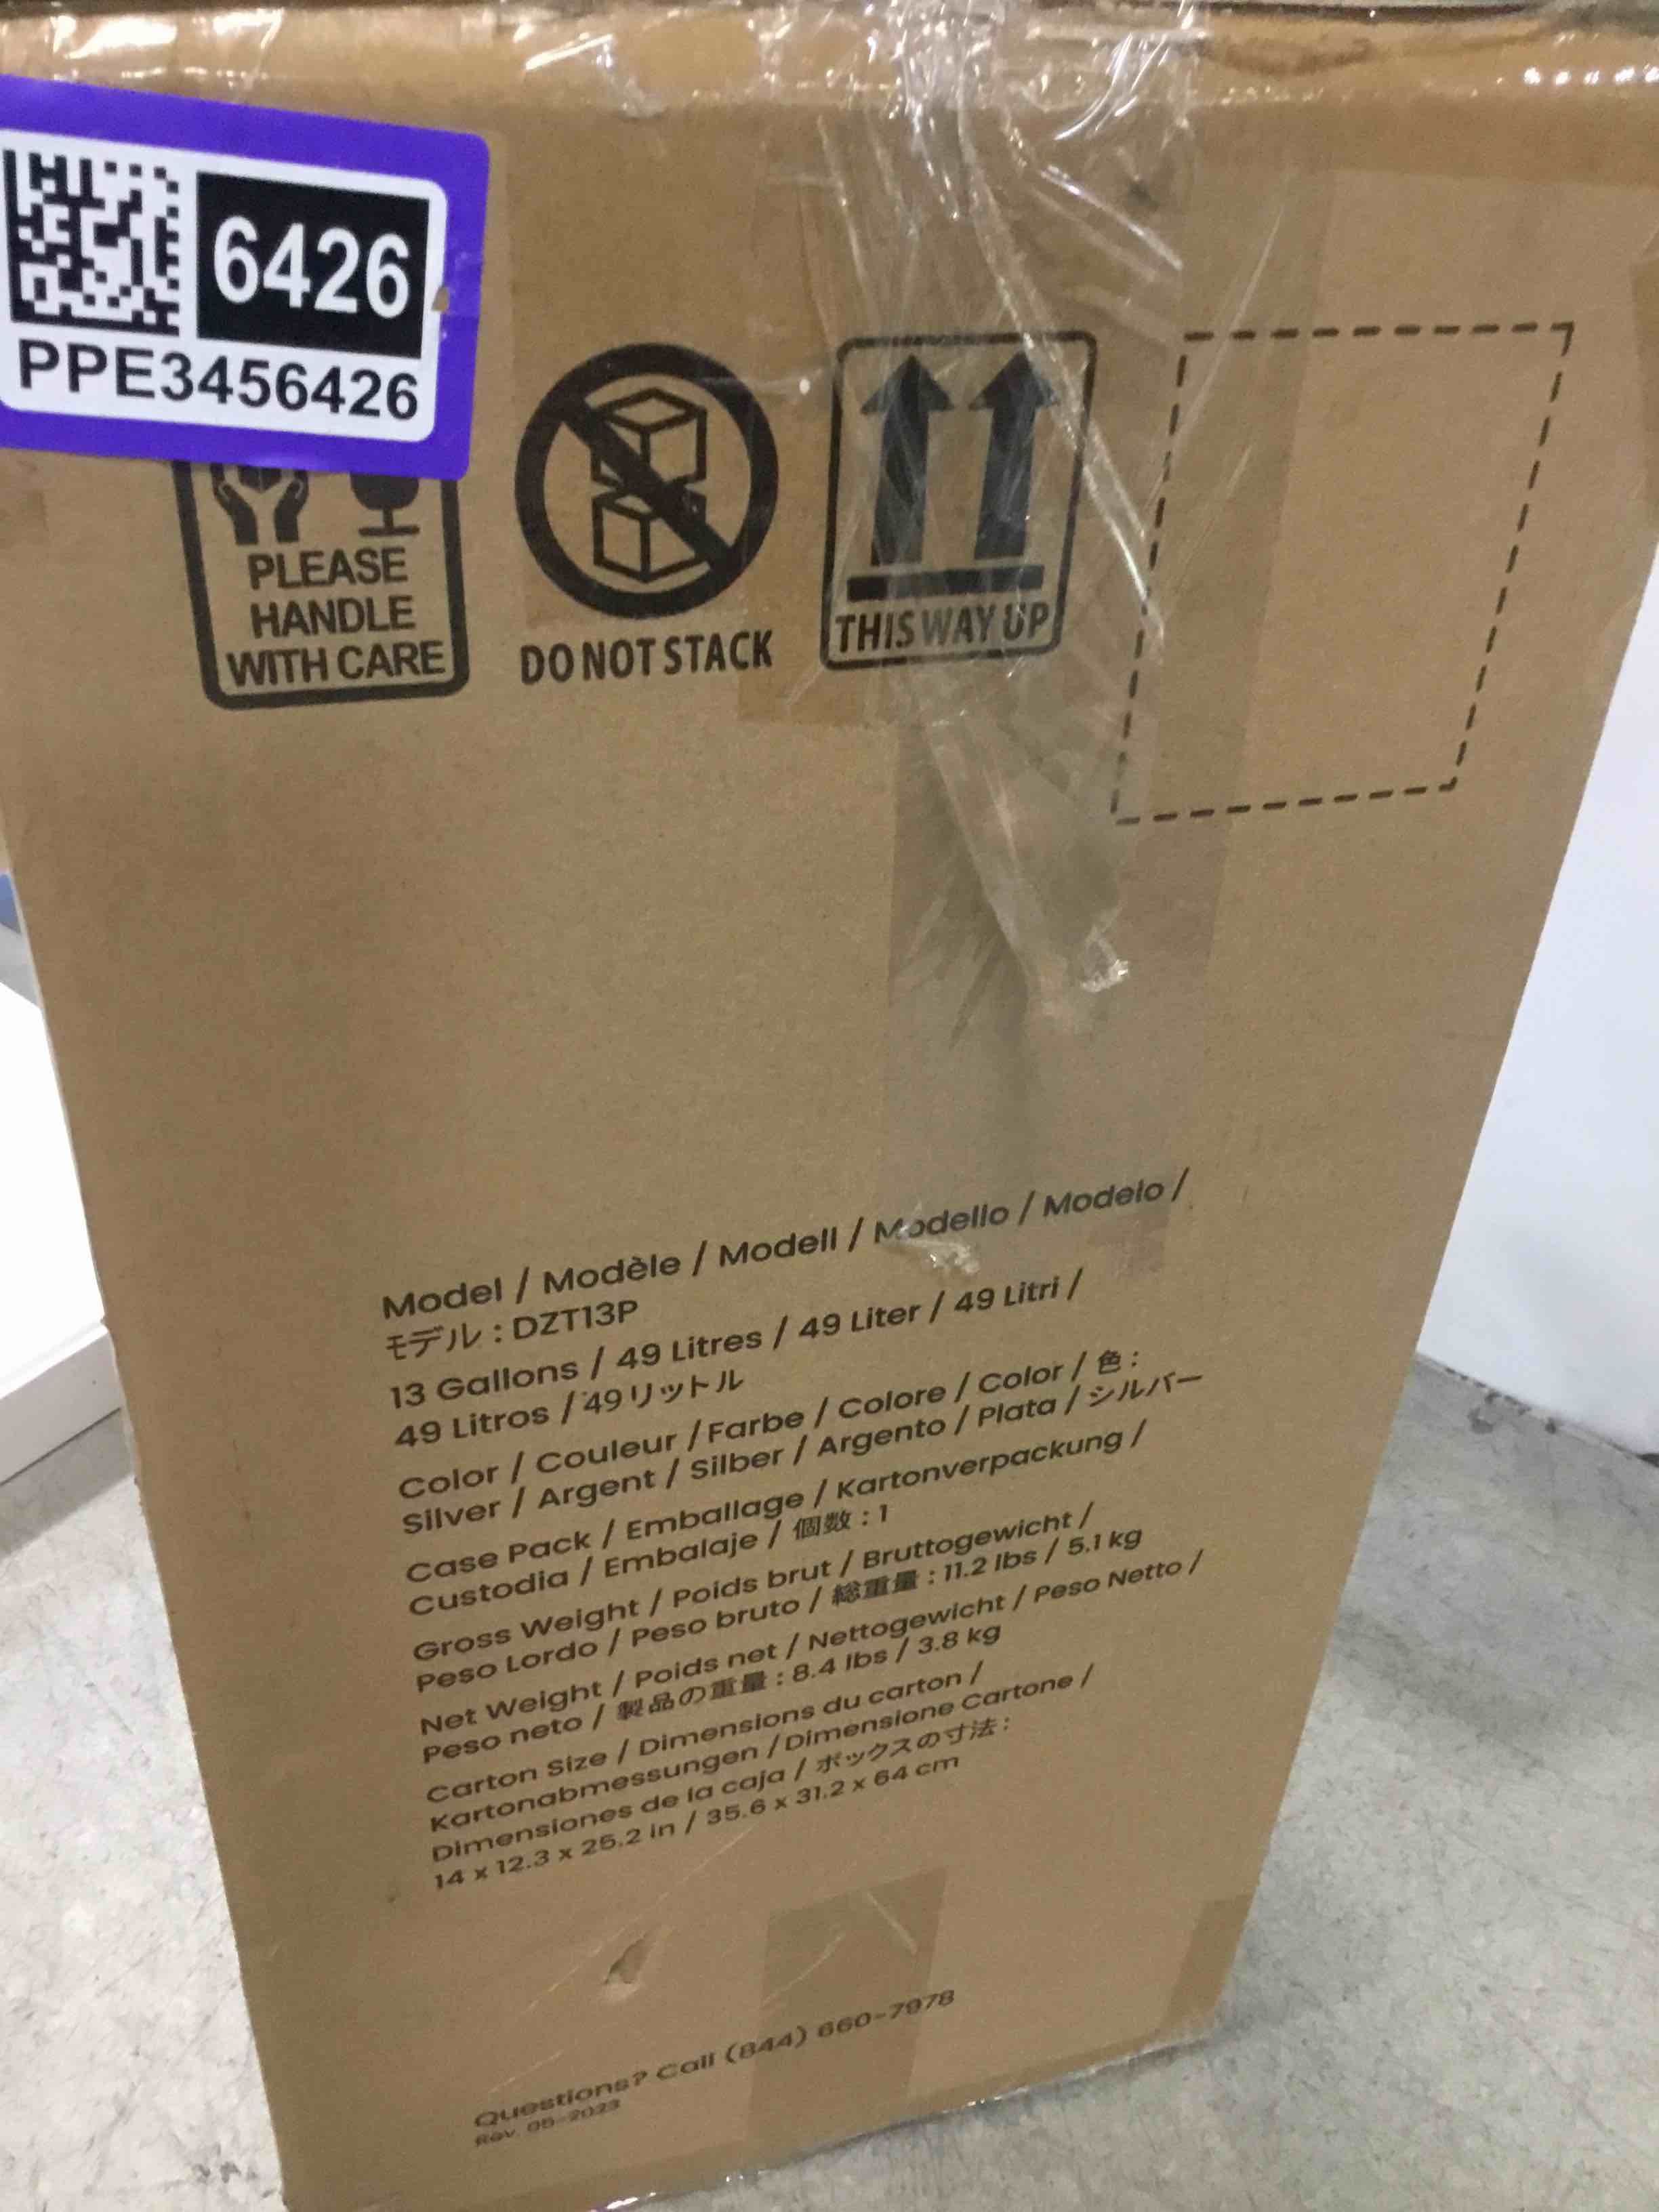 6426
PPE3456426
PLEASE
HANDLE
WITH CARE
DO NOT STACK
THIS WAY UP
Model / Modèle / Modell / Modello / Modelo /
モデル : DZT13P
13 Gallons / 49 Litres / 49 Liter / 49 Litri /
49 Litros / 49リットル
Color / Couleur / Farbe / Colore / Color / 色 :
Silver / Argent / Silber / Argento / Plata / シルバー
Case Pack / Emballage / Kartonverpackung /
Custodia / Embalaje / 個数 : 1
Gross Weight / Poids brut / Bruttogewicht /
Peso Lordo / Peso bruto / 総重量 : 11.2 lbs / 5.1 kg
Net Weight / Poids net / Nettogewicht / Peso Netto /
Peso neto / 製品の重量 : 8.4 lbs / 3.8 kg
Carton Size / Dimensions du carton /
Kartonabmessungen / Dimensione Cartone /
Dimensiones de la caja / ボックスの寸法 :
14 x 12.3 x 25.2 in / 35.6 x 31.2 x 64 cm
Questions? Call (844) 660-7978
Rev. 05-2023